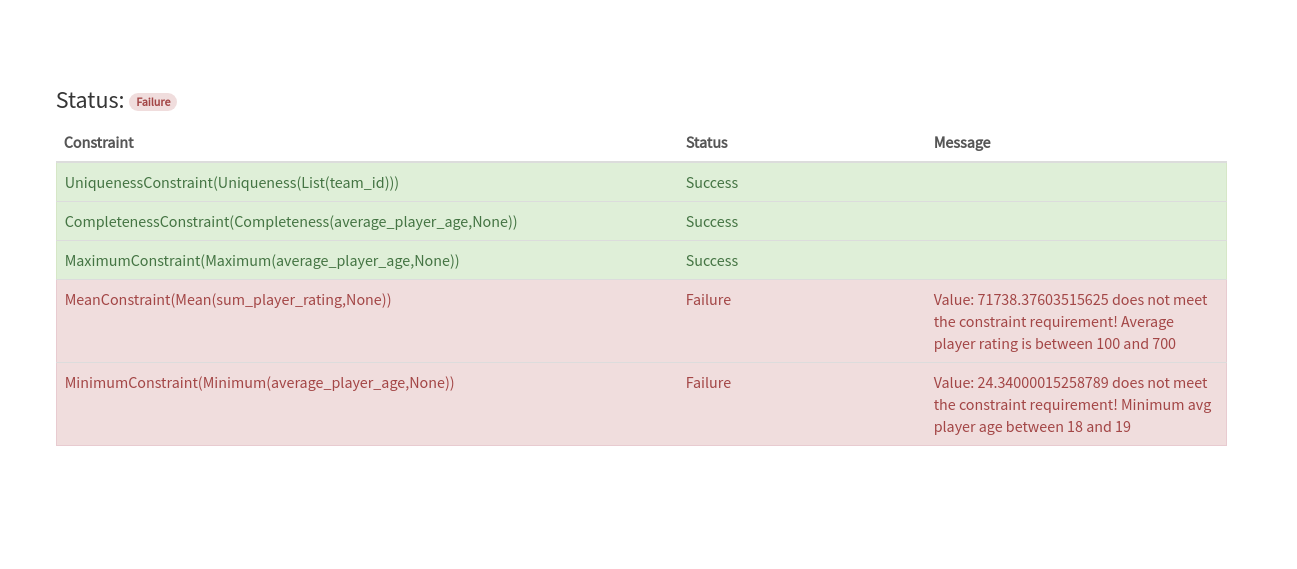 Status: Failure
Constraint Status Message
UniquenessConstraint(Uniqueness(List(team_id))) Success
CompletenessConstraint(Completeness(average_player_age,None)) Success
MaximumConstraint(Maximum(average_player_age,None)) Success
MeanConstraint(Mean(sum_player_rating,None)) Failure Value: 71738.37603515625 does not meet
the constraint requirement! Average
player rating is between 100 and 700
MinimumConstraint(Minimum(average_player_age,None)) Failure Value: 24.34000015258789 does not meet
the constraint requirement! Minimum avg
player age between 18 and 19